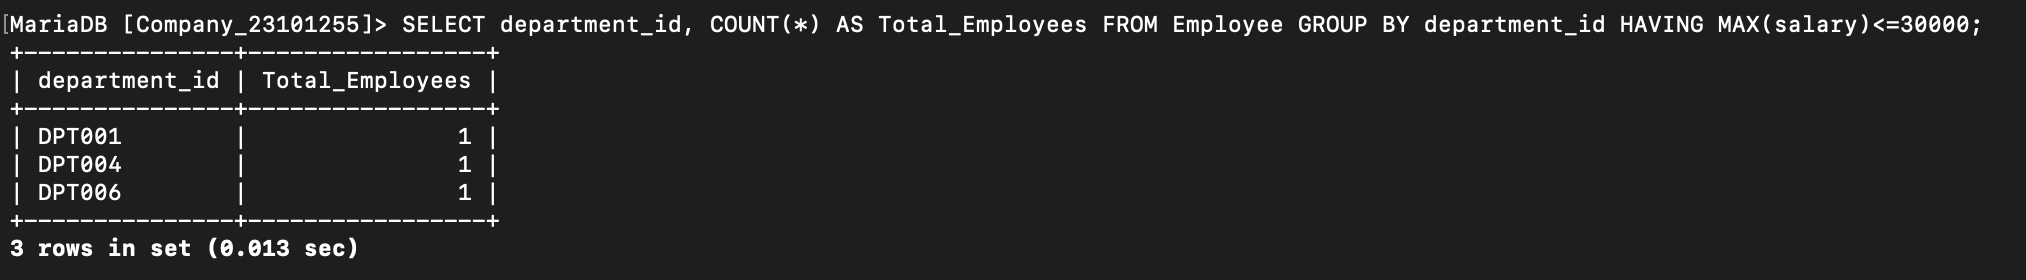 [MariaDB [Company_23101255]> SELECT department_id, COUNT(*) AS Total_Employees FROM Employee GROUP BY department_id HAVING MAX(salary)<=30000;
+---------------+-----------------+
| department_id | Total_Employees |
+---------------+-----------------+
| DPT001        |               1 |
| DPT004        |               1 |
| DPT006        |               1 |
+---------------+-----------------+
3 rows in set (0.013 sec)